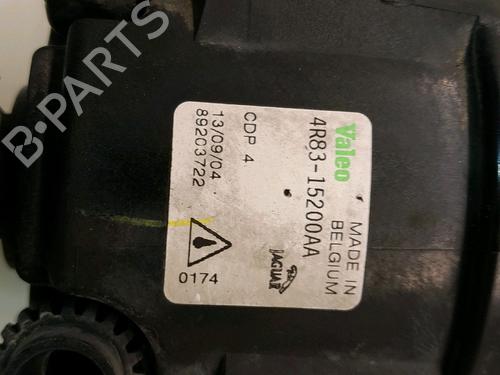 Valeo
MADE IN
BELGIUM
4R83-15200AA
CDP 4
JAGUAR
13/09/04
89203722
0174
B-PARTS